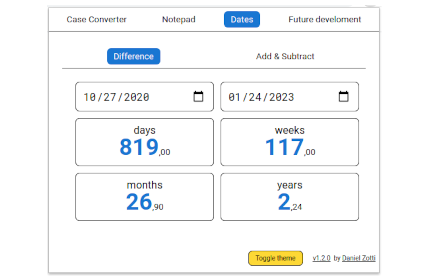 Case Converter Notepad Dates Future develoment
Difference Add & Subtract
10/27/2020 01/24/2023
days weeks
819,00 117,00
months years
26,90 2,24
Toggle theme v1.2.0 by Daniel Zotti